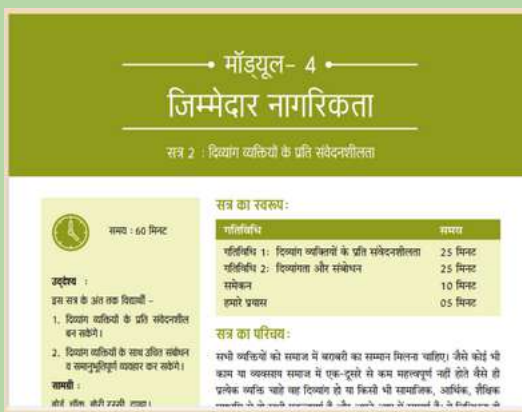 मॉड्यूल- 4
जिम्मेदार नागरिकता
सत्र 2 : दिव्यांग व्यक्तियों के प्रति संवेदनशीलता
समय : 60 मिनट
उद्देश्य :
इस सत्र के अंत तक विद्यार्थी –
1. दिव्यांग व्यक्तियों के प्रति संवेदनशील
बन सकेंगे।
2. दिव्यांग व्यक्तियों के साथ उचित संबोधन
व समानुभूतिपूर्ण व्यवहार कर सकेंगे।
सामग्री :
बोर्ड, चॉक, छोटी रस्सी,
सत्र का स्वरूप:
गतिविधि समय
गतिविधि 1: दिव्यांग व्यक्तियों के प्रति संवेदनशीलता 25 मिनट
गतिविधि 2: दिव्यांगता और संबोधन 25 मिनट
समेकन 10 मिनट
हमारे प्रयास 05 मिनट
सत्र का परिचय:
सभी व्यक्तियों को समाज में बराबरी का सम्मान मिलना चाहिए। जैसे कोई भी
काम या व्यवसाय समाज में एक-दूसरे से कम महत्वपूर्ण नहीं होते वैसे ही
प्रत्येक व्यक्ति चाहे वह दिव्यांग हो या किसी भी सामाजिक, आर्थिक, शैक्षिक